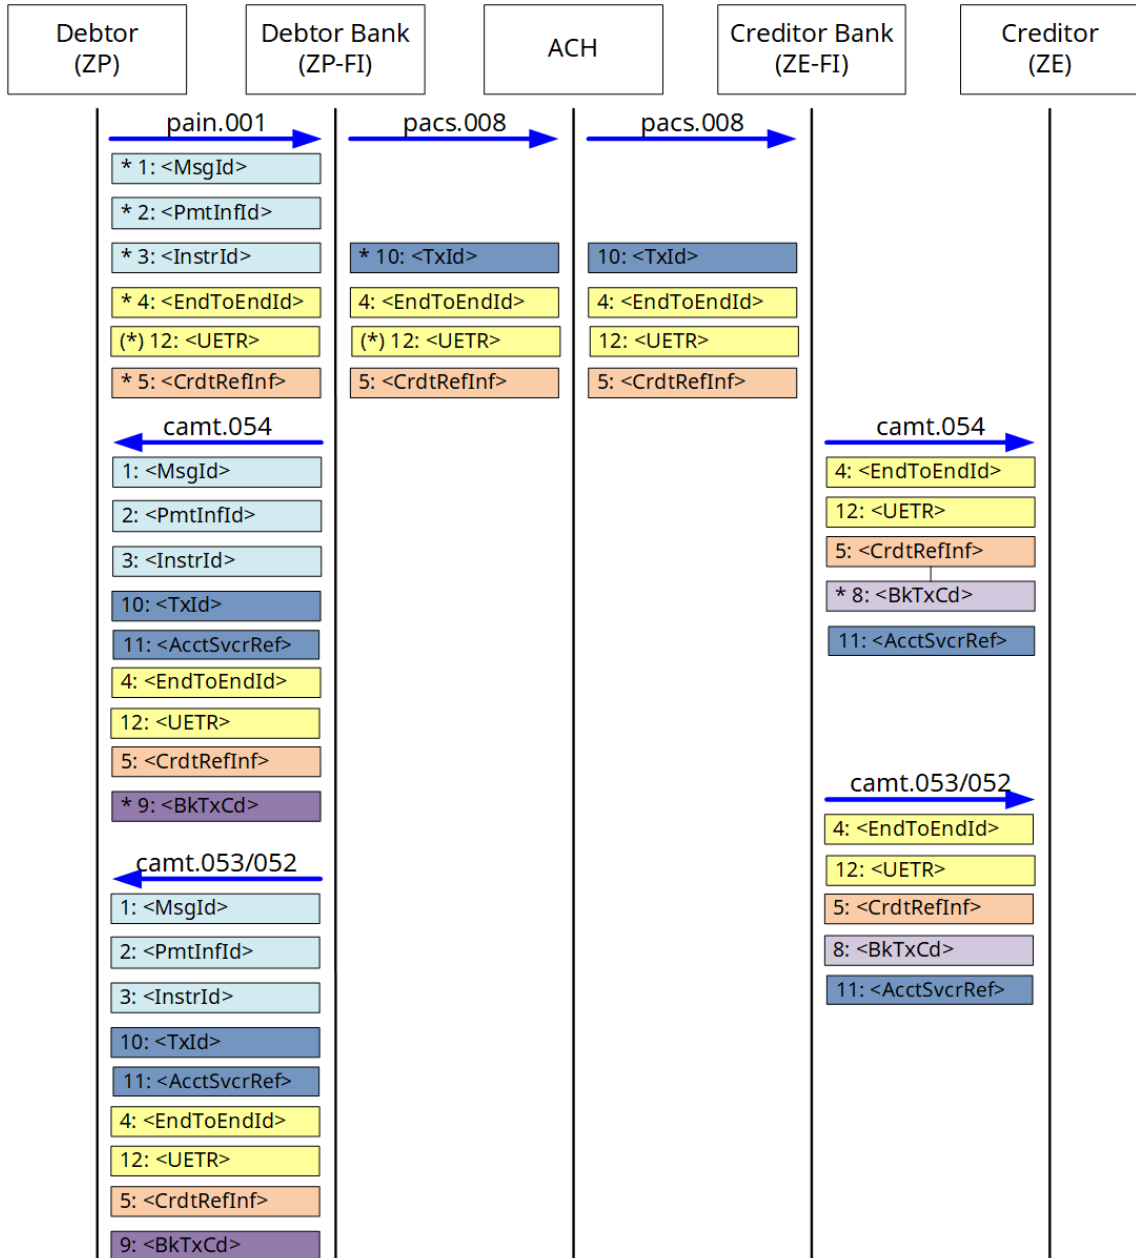 Debtor
(ZP)
Debtor Bank
(ZP-FI)
ACH
Creditor Bank
(ZE-FI)
Creditor
(ZE)
pain.001
pacs.008
pacs.008
* 1: <MsgId>
* 2: <PmtInfId>
* 3: <InstrId>
* 10: <TxId>
10: <TxId>
* 4: <EndToEndId>
4: <EndToEndId>
4: <EndToEndId>
(*) 12: <UETR>
(*) 12: <UETR>
12: <UETR>
* 5: <CrdtRefInf>
5: <CrdtRefInf>
5: <CrdtRefInf>
camt.054
1: <MsgId>
2: <PmtInfId>
3: <InstrId>
10: <TxId>
11: <AcctSvcrRef>
4: <EndToEndId>
12: <UETR>
5: <CrdtRefInf>
* 9: <BkTxCd>
camt.054
4: <EndToEndId>
12: <UETR>
5: <CrdtRefInf>
* 8: <BkTxCd>
11: <AcctSvcrRef>
camt.053/052
1: <MsgId>
2: <PmtInfId>
3: <InstrId>
10: <TxId>
11: <AcctSvcrRef>
4: <EndToEndId>
12: <UETR>
5: <CrdtRefInf>
9: <BkTxCd>
camt.053/052
4: <EndToEndId>
12: <UETR>
5: <CrdtRefInf>
8: <BkTxCd>
11: <AcctSvcrRef>